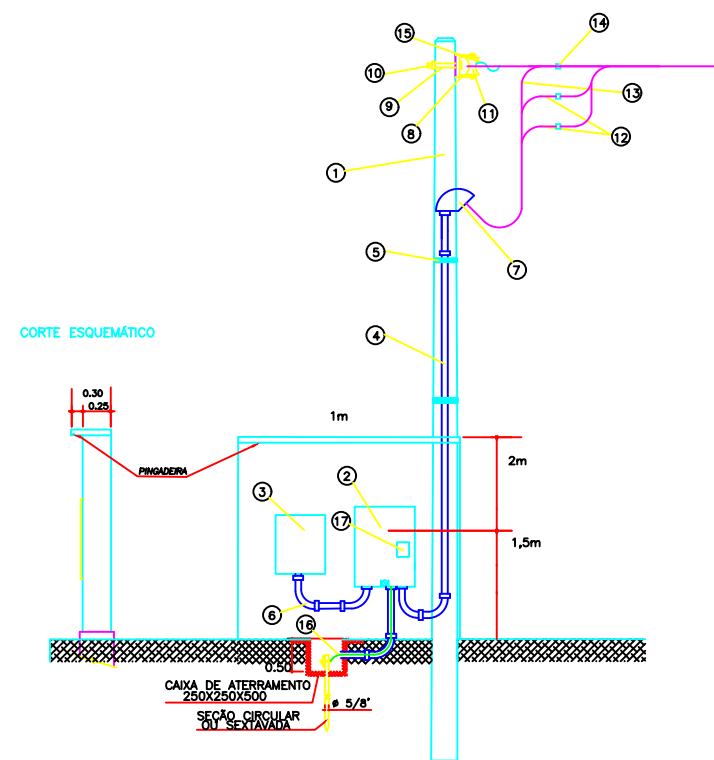 15
14
10
9
8
11
13
12
1
7
5
CORTE ESQUEMÁTICO
4
0.30
0.25
1m
PINGADEIRA
2m
3
2
17
1,5m
6
16
0.50
CAIXA DE ATERRAMENTO
250X250X500
ø 5/8"
SEÇÃO CIRCULAR
OU SEXTAVADA